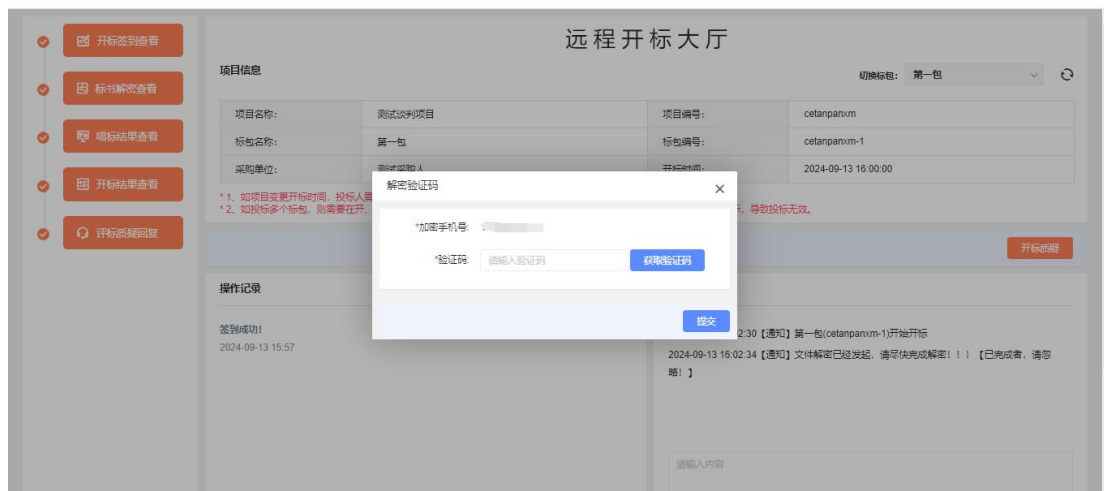 远程开标大厅
开标签到查看
标书解密查看
唱标结果查看
开标结果查看
评标质疑回复
项目信息
切换标包: 第一包
项目名称: 测试谈判项目 项目编号: cetanpanxm
标包名称: 第一包 标包编号: cetanpanxm-1
采购单位: 测试采购人 开标时间: 2024-09-13 16:00:00
* 1、如项目变更开标时间，投标人需
* 2、如投标多个标包，则需要在开、 导致投标无效。
开标质疑
解密验证码
*加密手机号:
*验证码: 请输入验证码 获取验证码
提交
操作记录
签到成功!
2024-09-13 15:57
2:30【通知】第一包(cetanpanxm-1)开始开标
2024-09-13 16:02:34【通知】文件解密已经发起，请尽快完成解密！！！【已完成者，请忽
略！】
请输入内容